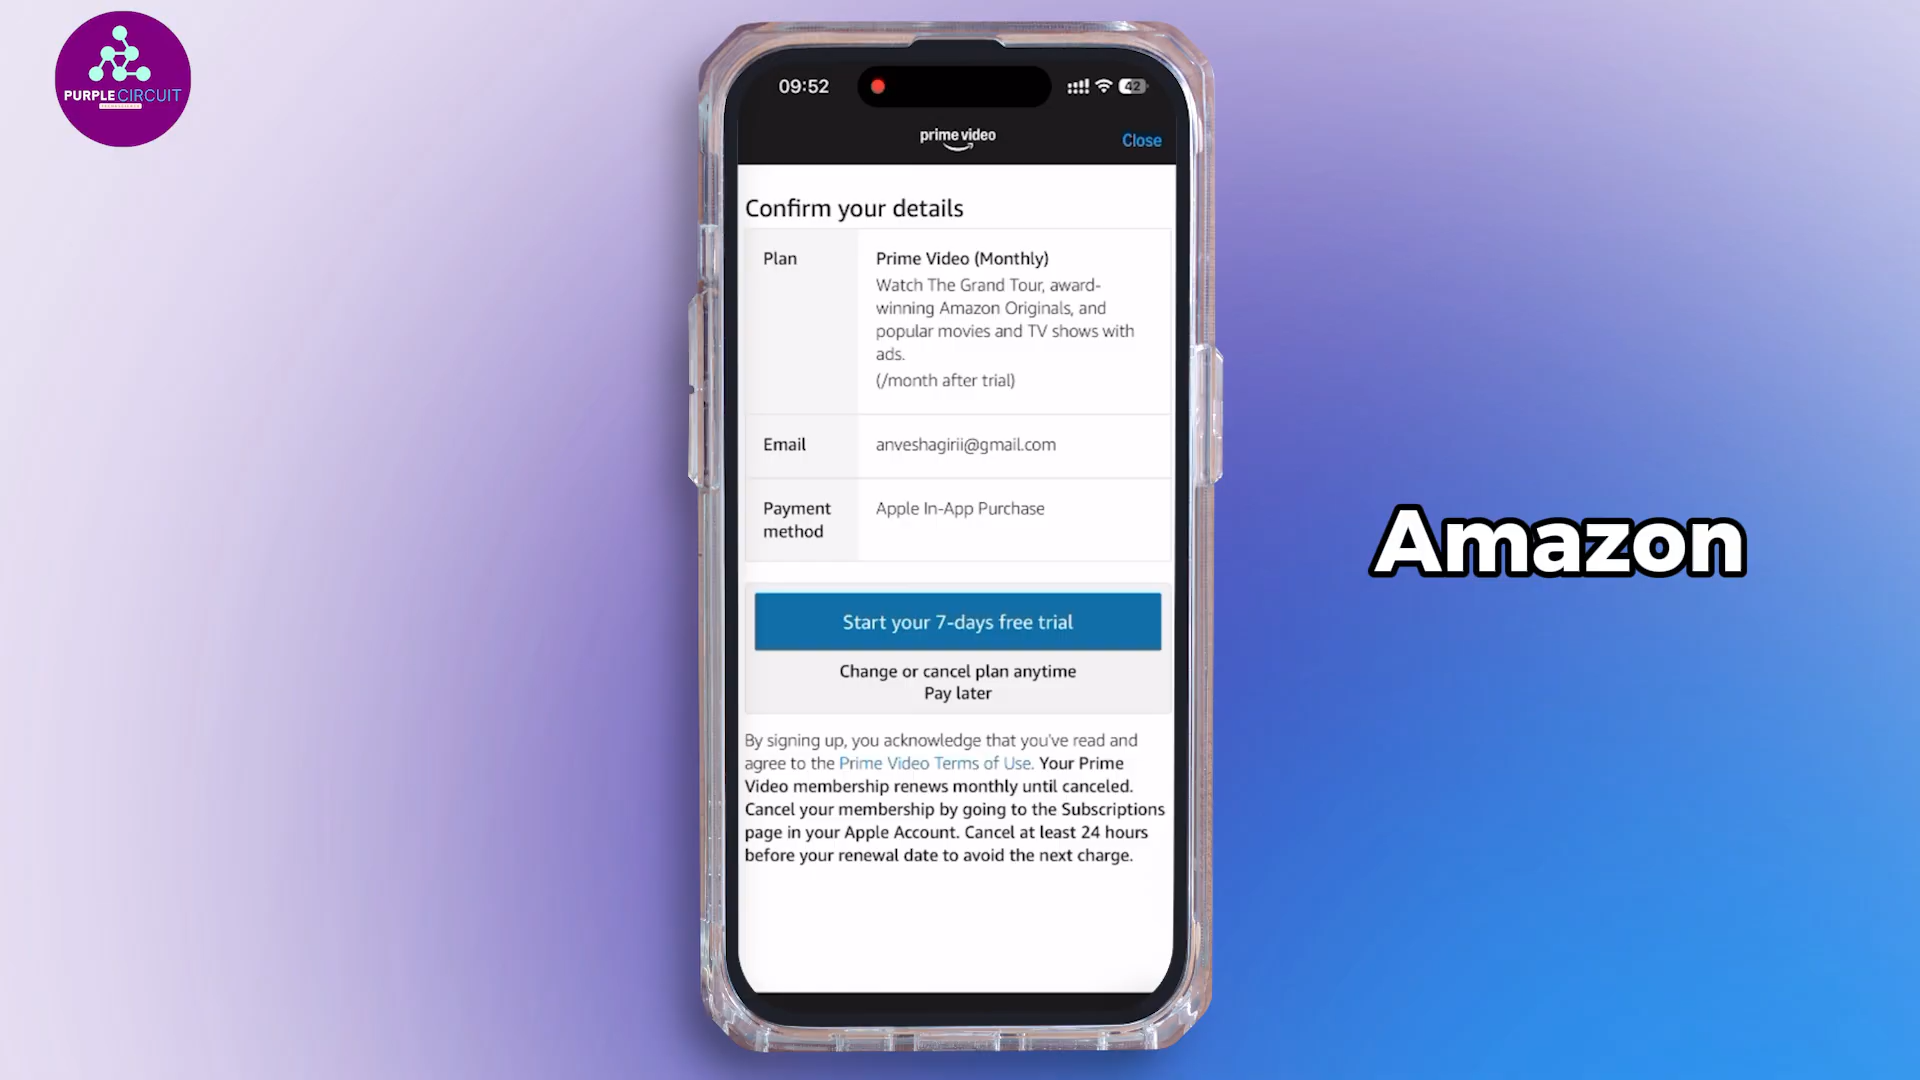 PURPLE CIRCUIT
09:52
42
prime video
Close
Confirm your details
Plan
Prime Video (Monthly)
Watch The Grand Tour, award-
winning Amazon Originals, and
popular movies and TV shows with
ads.
(/month after trial)
Email
anveshagirii@gmail.com
Payment
method
Apple In-App Purchase
Start your 7-days free trial
Change or cancel plan anytime
Pay later
By signing up, you acknowledge that you've read and
agree to the Prime Video Terms of Use. Your Prime
Video membership renews monthly until canceled.
Cancel your membership by going to the Subscriptions
page in your Apple Account. Cancel at least 24 hours
before your renewal date to avoid the next charge.
Amazon